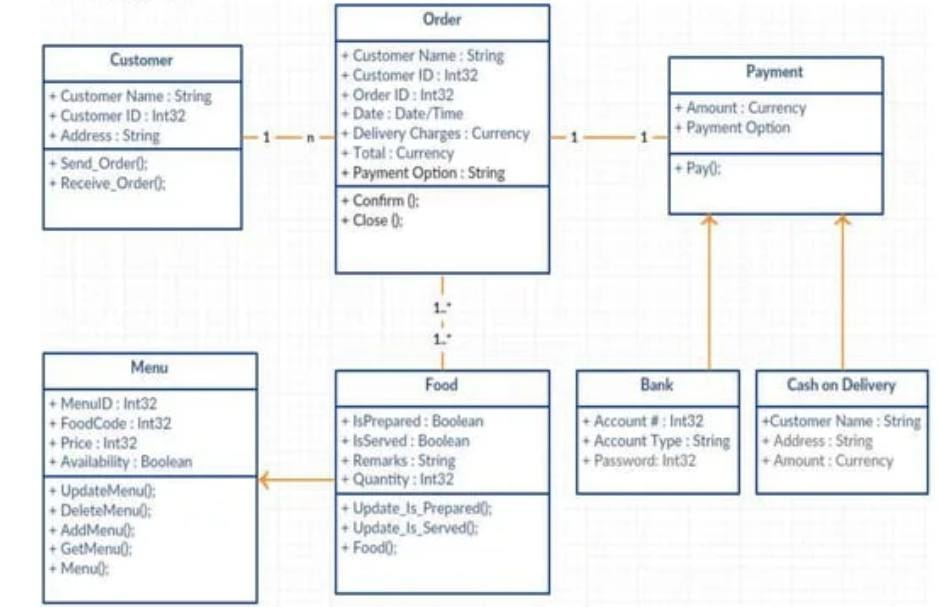 Customer
+ Customer Name : String
+ Customer ID : Int32
+ Address : String
+ Send_Order();
+ Receive_Order();
1
n
Order
+ Customer Name : String
+ Customer ID : Int32
+ Order ID : Int32
+ Date : Date/Time
+ Delivery Charges : Currency
+ Total : Currency
+ Payment Option : String
+ Confirm ();
+ Close ();
1
1
Payment
+ Amount : Currency
+ Payment Option
+ Pay();
1..*
1..*
Menu
+ MenuID : Int32
+ FoodCode : Int32
+ Price : Int32
+ Availability : Boolean
+ UpdateMenu();
+ DeleteMenu();
+ AddMenu();
+ GetMenu();
+ Menu();
Food
+ IsPrepared : Boolean
+ IsServed : Boolean
+ Remarks : String
+ Quantity : Int32
+ Update_Is_Prepared();
+ Update_Is_Served();
+ Food();
Bank
+ Account # : Int32
+ Account Type : String
+ Password: Int32
Cash on Delivery
+Customer Name : String
+ Address : String
+ Amount : Currency